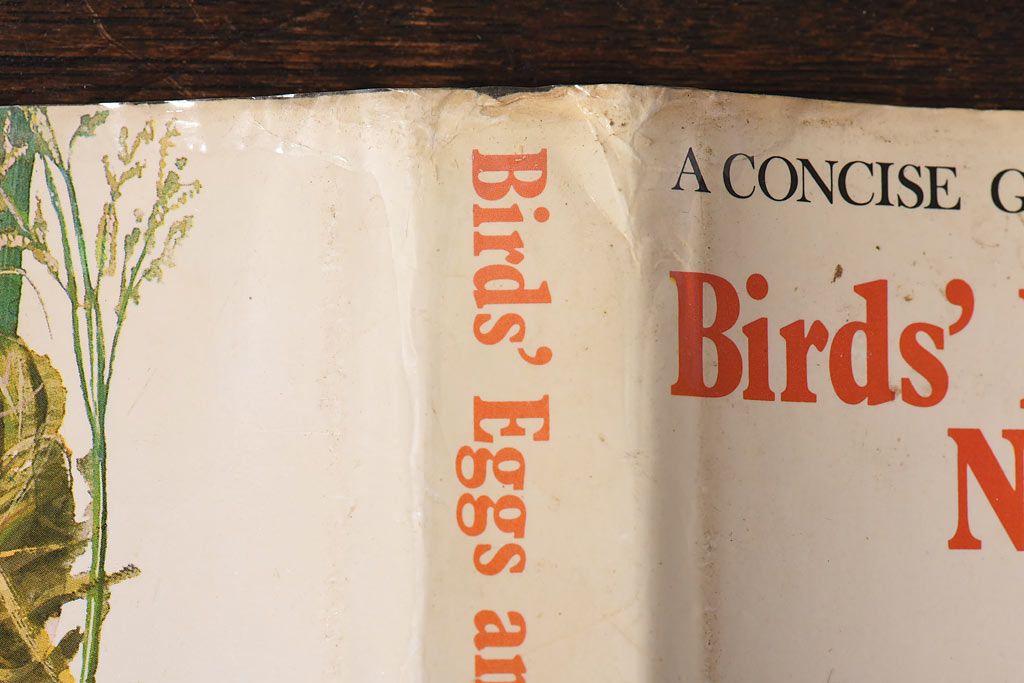 Birds' Eggs an
A CONCISE G
Birds'
N